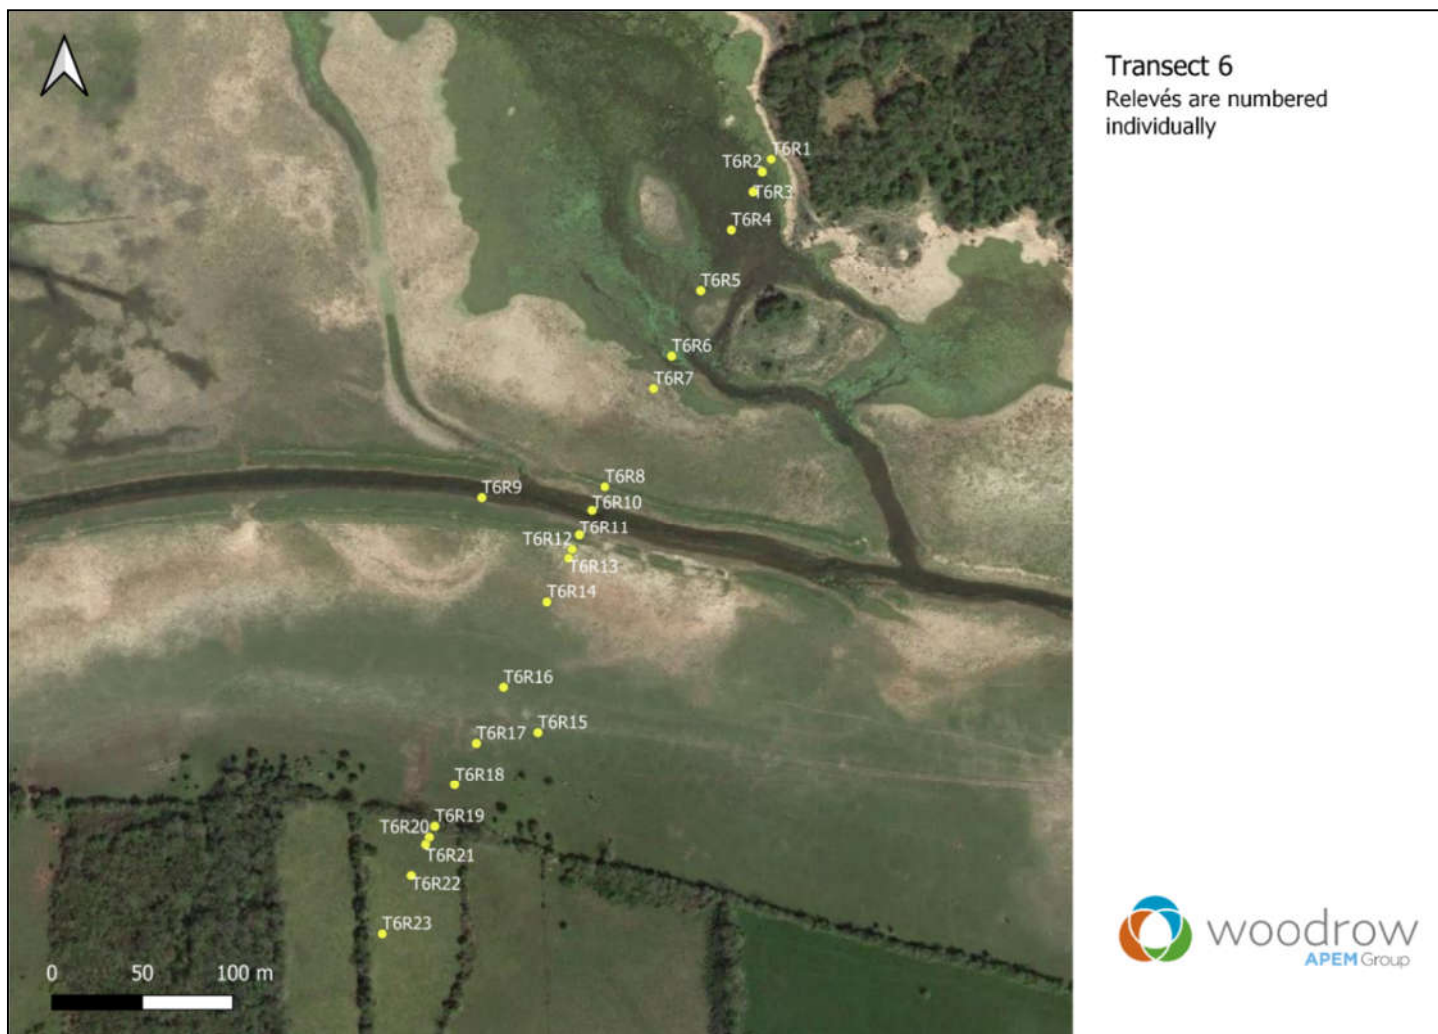 Transect 6
Relevés are numbered
individually
T6R1
T6R2
T6R3
T6R4
T6R5
T6R6
T6R7
T6R8
T6R9
T6R10
T6R11
T6R12
T6R13
T6R14
T6R16
T6R15
T6R17
T6R18
T6R19
T6R20
T6R21
T6R22
T6R23
0 50 100 m
woodrow
APEM Group